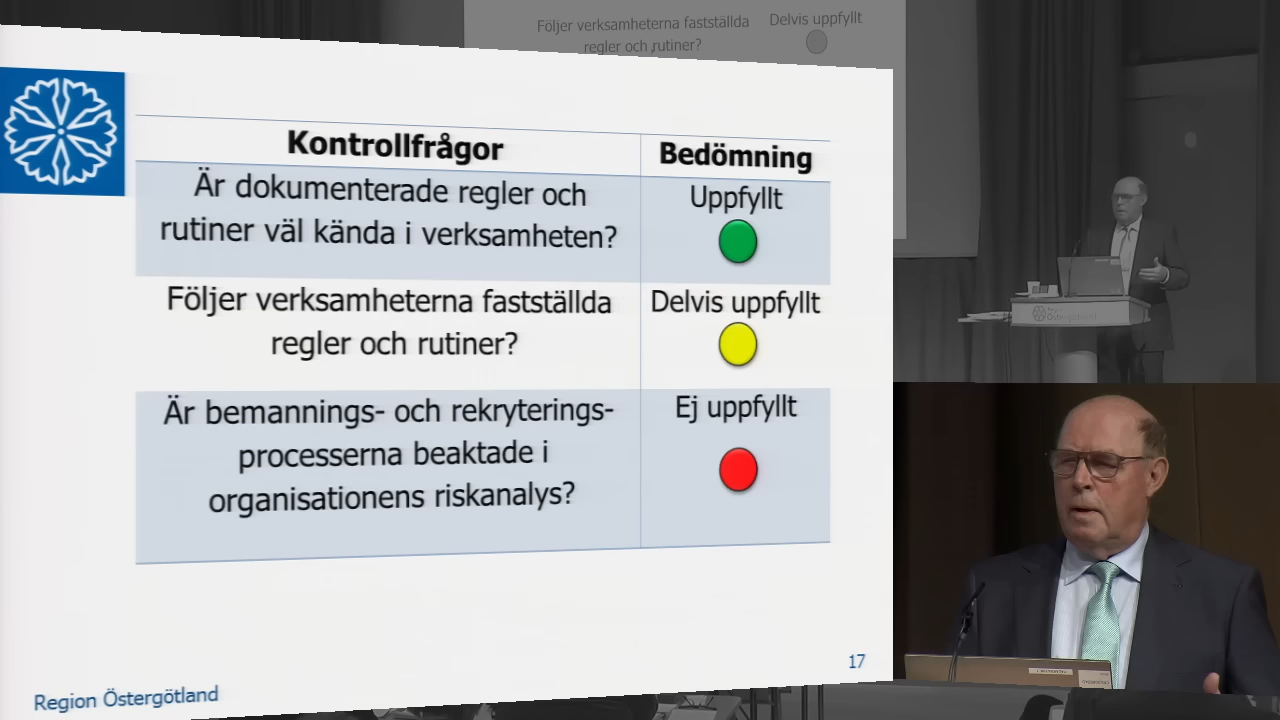 Följer verksamheterna fastställda
regler och rutiner?
Delvis uppfyllt
Kontrollfrågor
Bedömning
Är dokumenterade regler och
rutiner väl kända i verksamheten?
Uppfyllt
Följer verksamheterna fastställda
regler och rutiner?
Delvis uppfyllt
Är bemannings- och rekryterings-
processerna beaktade i
organisationens riskanalys?
Ej uppfyllt
17
Region Östergötland